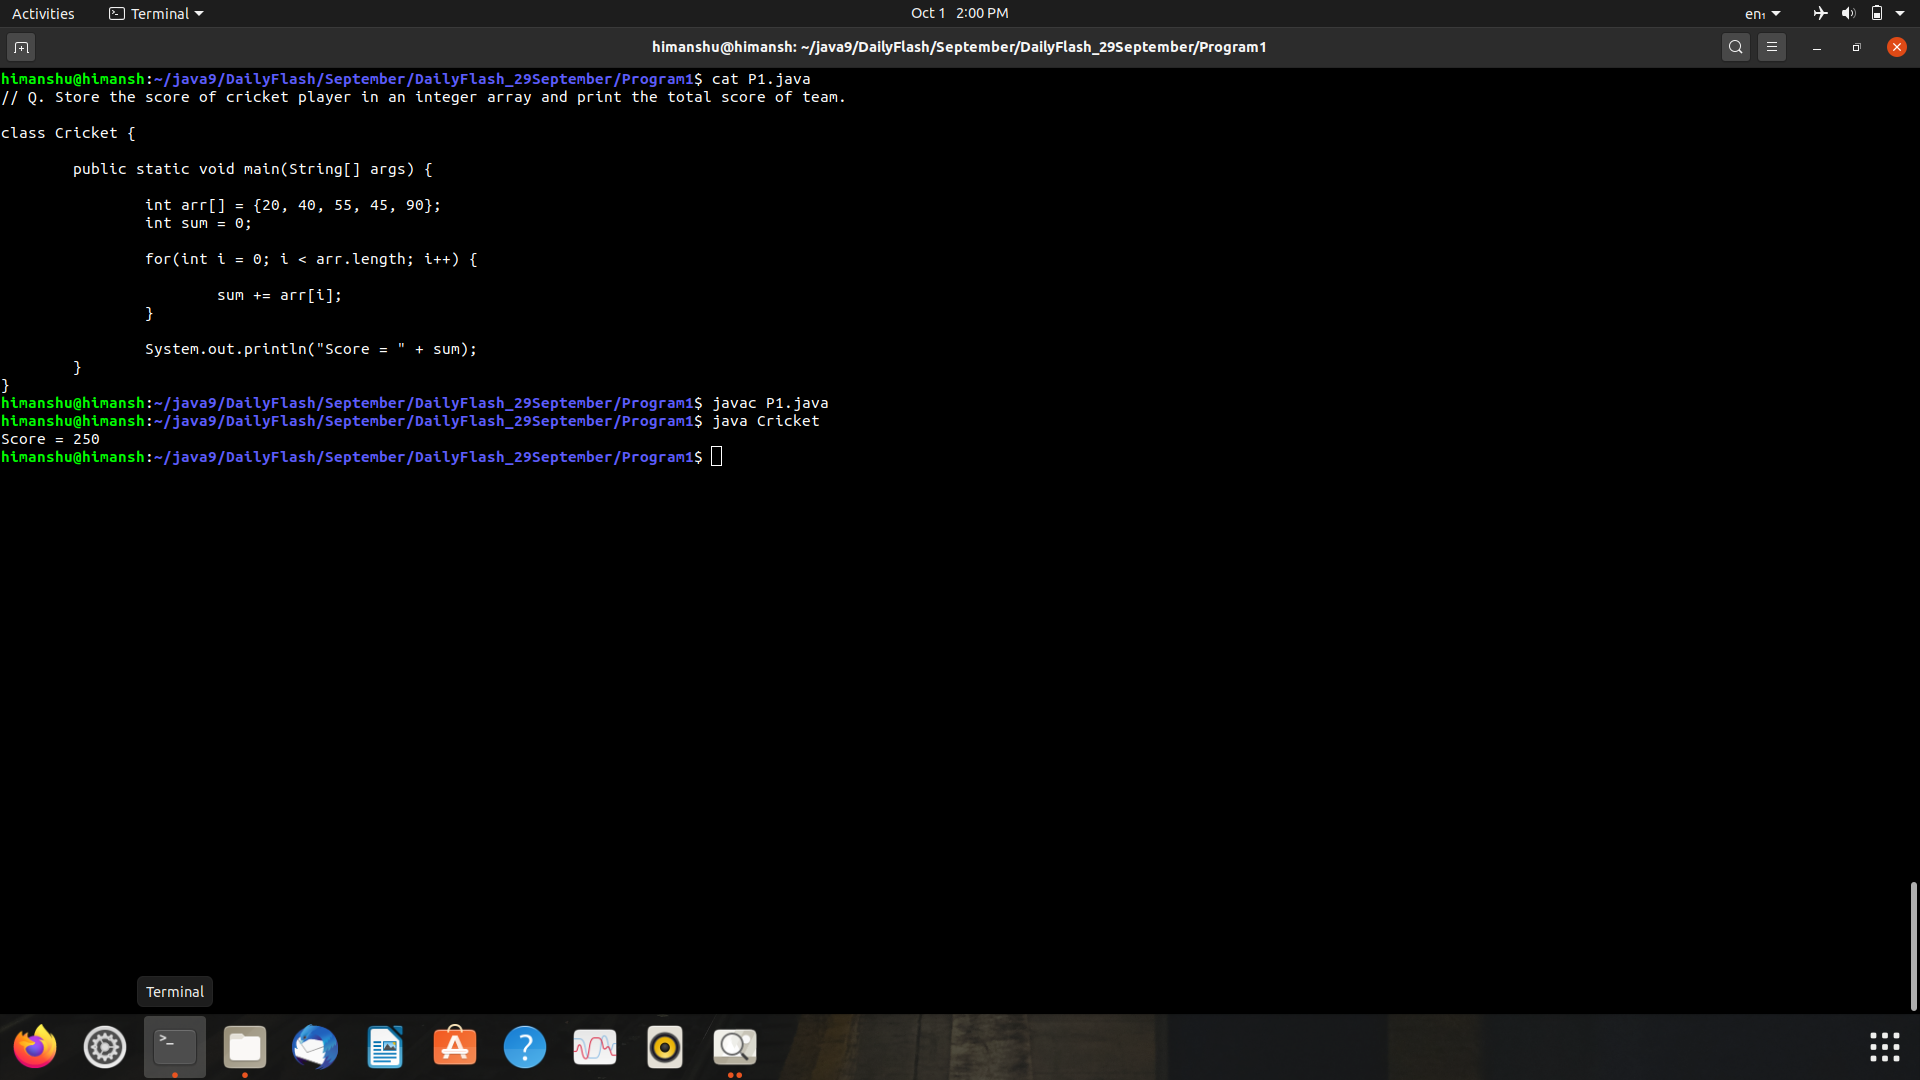 Activities Terminal Oct 1 2:00 PM en₁
himanshu@himansh: ~/java9/DailyFlash/September/DailyFlash_29September/Program1
himanshu@himansh:~/java9/DailyFlash/September/DailyFlash_29September/Program1$ cat P1.java
// Q. Store the score of cricket player in an integer array and print the total score of team.
class Cricket {
public static void main(String[] args) {
int arr[] = {20, 40, 55, 45, 90};
int sum = 0;
for(int i = 0; i < arr.length; i++) {
sum += arr[i];
}
System.out.println("Score = " + sum);
}
}
himanshu@himansh:~/java9/DailyFlash/September/DailyFlash_29September/Program1$ javac P1.java
himanshu@himansh:~/java9/DailyFlash/September/DailyFlash_29September/Program1$ java Cricket
Score = 250
himanshu@himansh:~/java9/DailyFlash/September/DailyFlash_29September/Program1$
Terminal